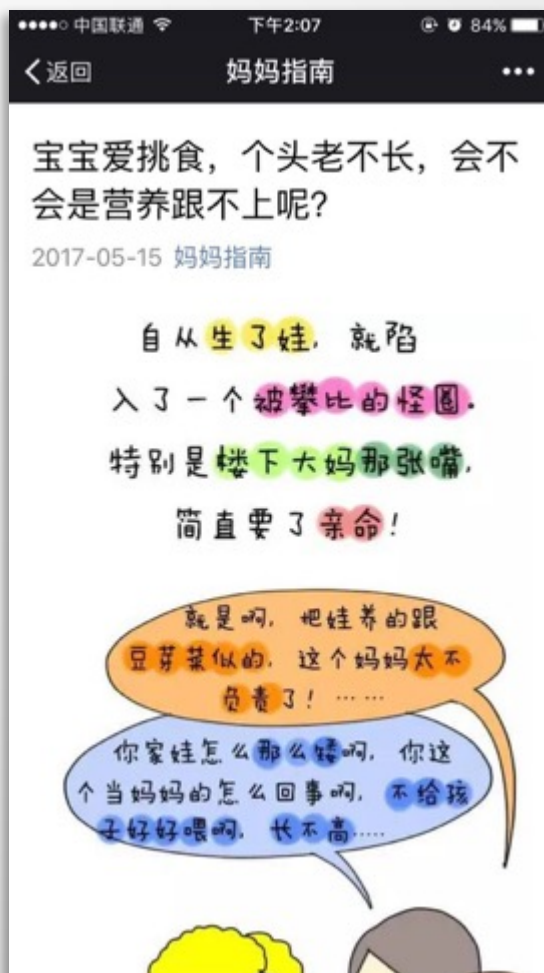 中国联通 下午2:07 84%
返回 妈妈指南
宝宝爱挑食，个头老不长，会不
会是营养跟不上呢？
2017-05-15 妈妈指南
自从生了娃，就陷
入了一个被攀比的怪圈.
特别是楼下大妈那张嘴，
简直要了亲命！
就是啊，把娃养的跟
豆芽菜似的，这个妈妈太不
负责了！……
你家娃怎么那么矮啊，你这
个当妈妈的怎么回事啊，不给孩
子好好喂啊，长不高.....